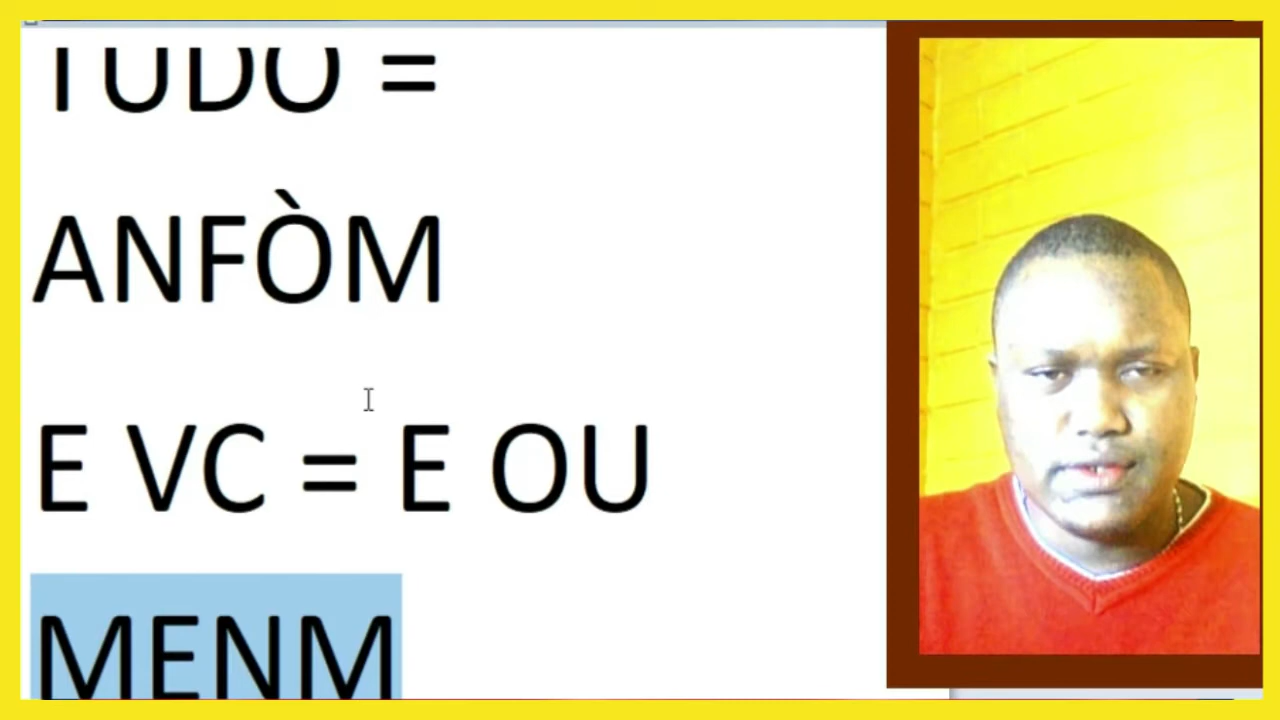 TUDO =
ANFÒM
E VC = E OU
MENM